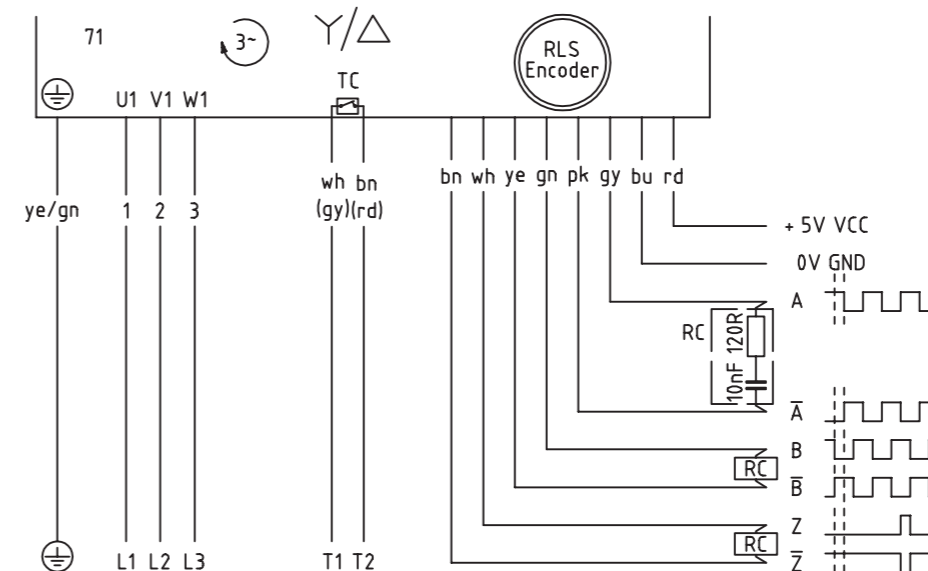 71
3~
Y/△
RLS
Encoder
TC
U1 V1 W1
wh bn
(gy)(rd)
bn wh ye gn pk gy bu rd
ye/gn
1 2 3
+ 5V VCC
0V GND
A
RC
120R
10nF
A̅
B
RC
B̅
Z
RC
Z̅
L1 L2 L3
T1 T2